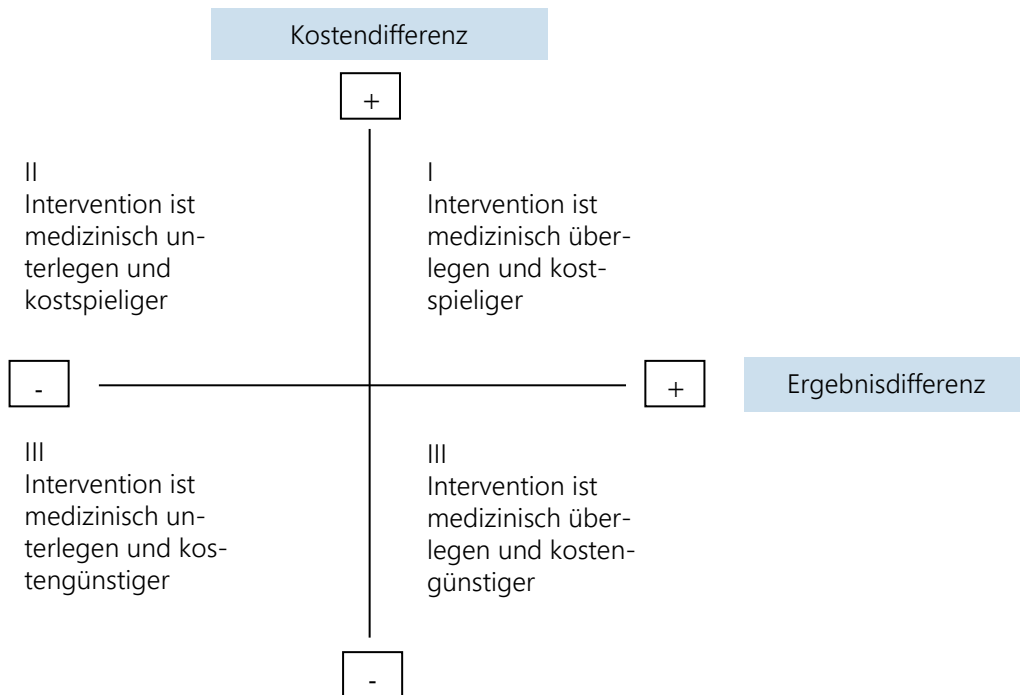 Kostendifferenz
+
II
Intervention ist
medizinisch un-
terlegen und
kostspieliger
I
Intervention ist
medizinisch über-
legen und kost-
spieliger
-
+
Ergebnisdifferenz
III
Intervention ist
medizinisch un-
terlegen und kos-
tengünstiger
III
Intervention ist
medizinisch über-
legen und kosten-
günstiger
-